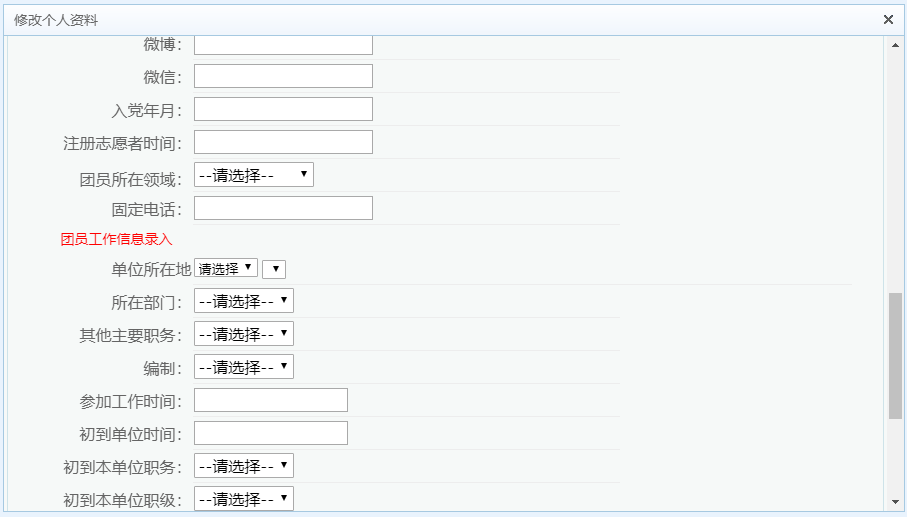 修改个人资料
微博：
微信：
入党年月：
注册志愿者时间：
团员所在领域： --请选择--
固定电话：
团员工作信息录入
单位所在地 请选择
所在部门： --请选择--
其他主要职务： --请选择--
编制： --请选择--
参加工作时间：
初到单位时间：
初到本单位职务： --请选择--
初到本单位职级： --请选择--